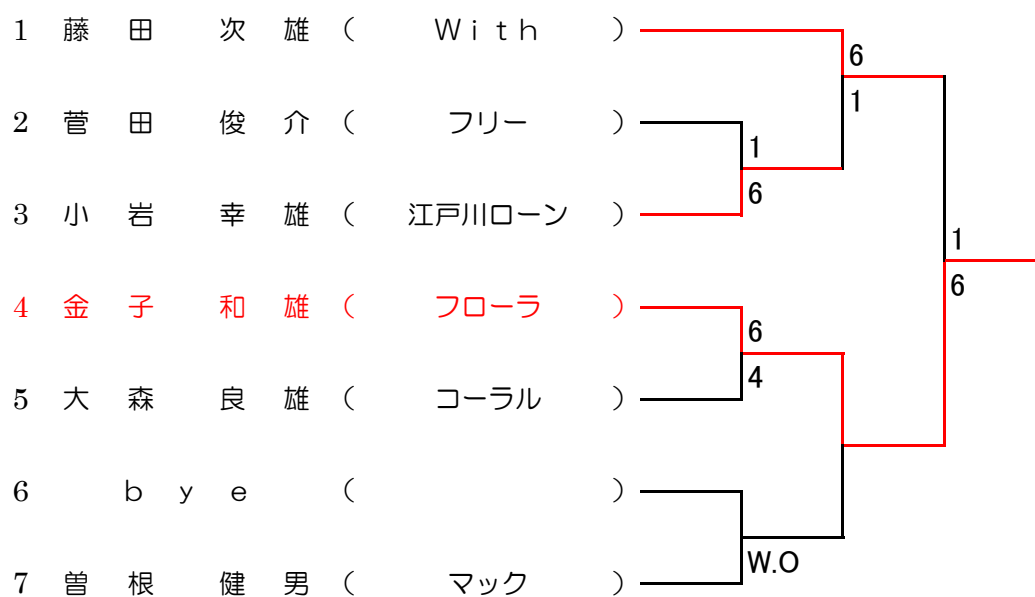 1 藤田 次雄 ( With )
6
1
2 菅田 俊介 ( フリー )
1
6
3 小岩 幸雄 ( 江戸川ローン )
1
6
4 金子 和雄 ( フローラ )
6
4
5 大森 良雄 ( コーラル )
6 bye ( )
W.O
7 曽根 健男 ( マック )